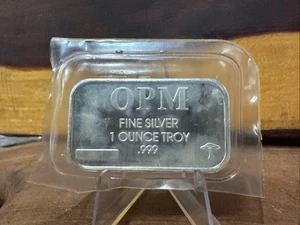 OPM
FINE SILVER
1 OUNCE TROY
.999